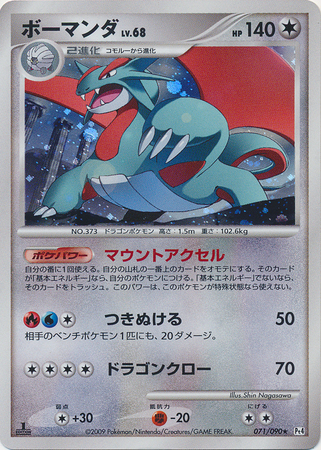 ボーマンダ LV.68 HP 140
2進化 コモルーから進化
NO.373 ドラゴンポケモン 高さ：1.5m 重さ：102.6kg
ポケパワー マウントアクセル
自分の番に1回使える。自分の山札の一番上のカードをオモテにする。そのカード
が「基本エネルギー」なら、自分のポケモンにつける。「基本エネルギー」でないなら、
そのカードをトラッシュ。このパワーは、このポケモンが特殊状態なら使えない。
つきぬける 50
相手のベンチポケモン1匹にも、20ダメージ。
ドラゴンクロー 70
Illus.Shin Nagasawa
弱点 抵抗力 にげる
+30 -20
1 EDITION ©2009 Pokémon/Nintendo/Creatures/GAME FREAK. 071/090★ Pt4